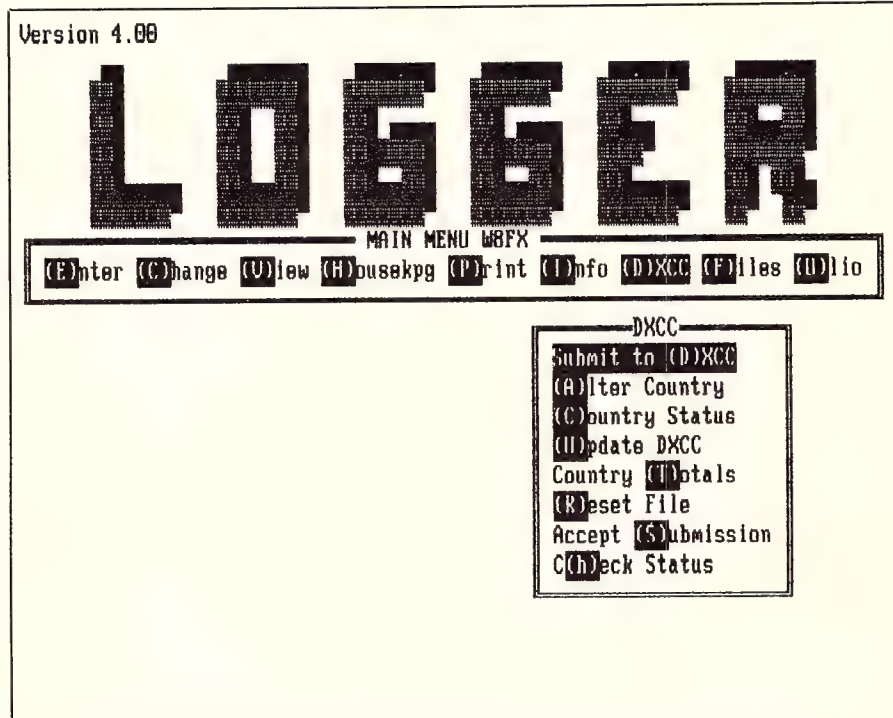 Version 4.00
LOGGER
MAIN MENU W8FX
(E)nter (C)hange (V)iew (H)ousekpg (P)rint (I)nfo (D)XCC (F)iles (U)lio
DXCC
Submit to (D)XCC
(A)lter Country
(C)ountry Status
(U)pdate DXCC
Country (T)otals
(R)eset File
Accept (S)ubmission
C(h)eck Status